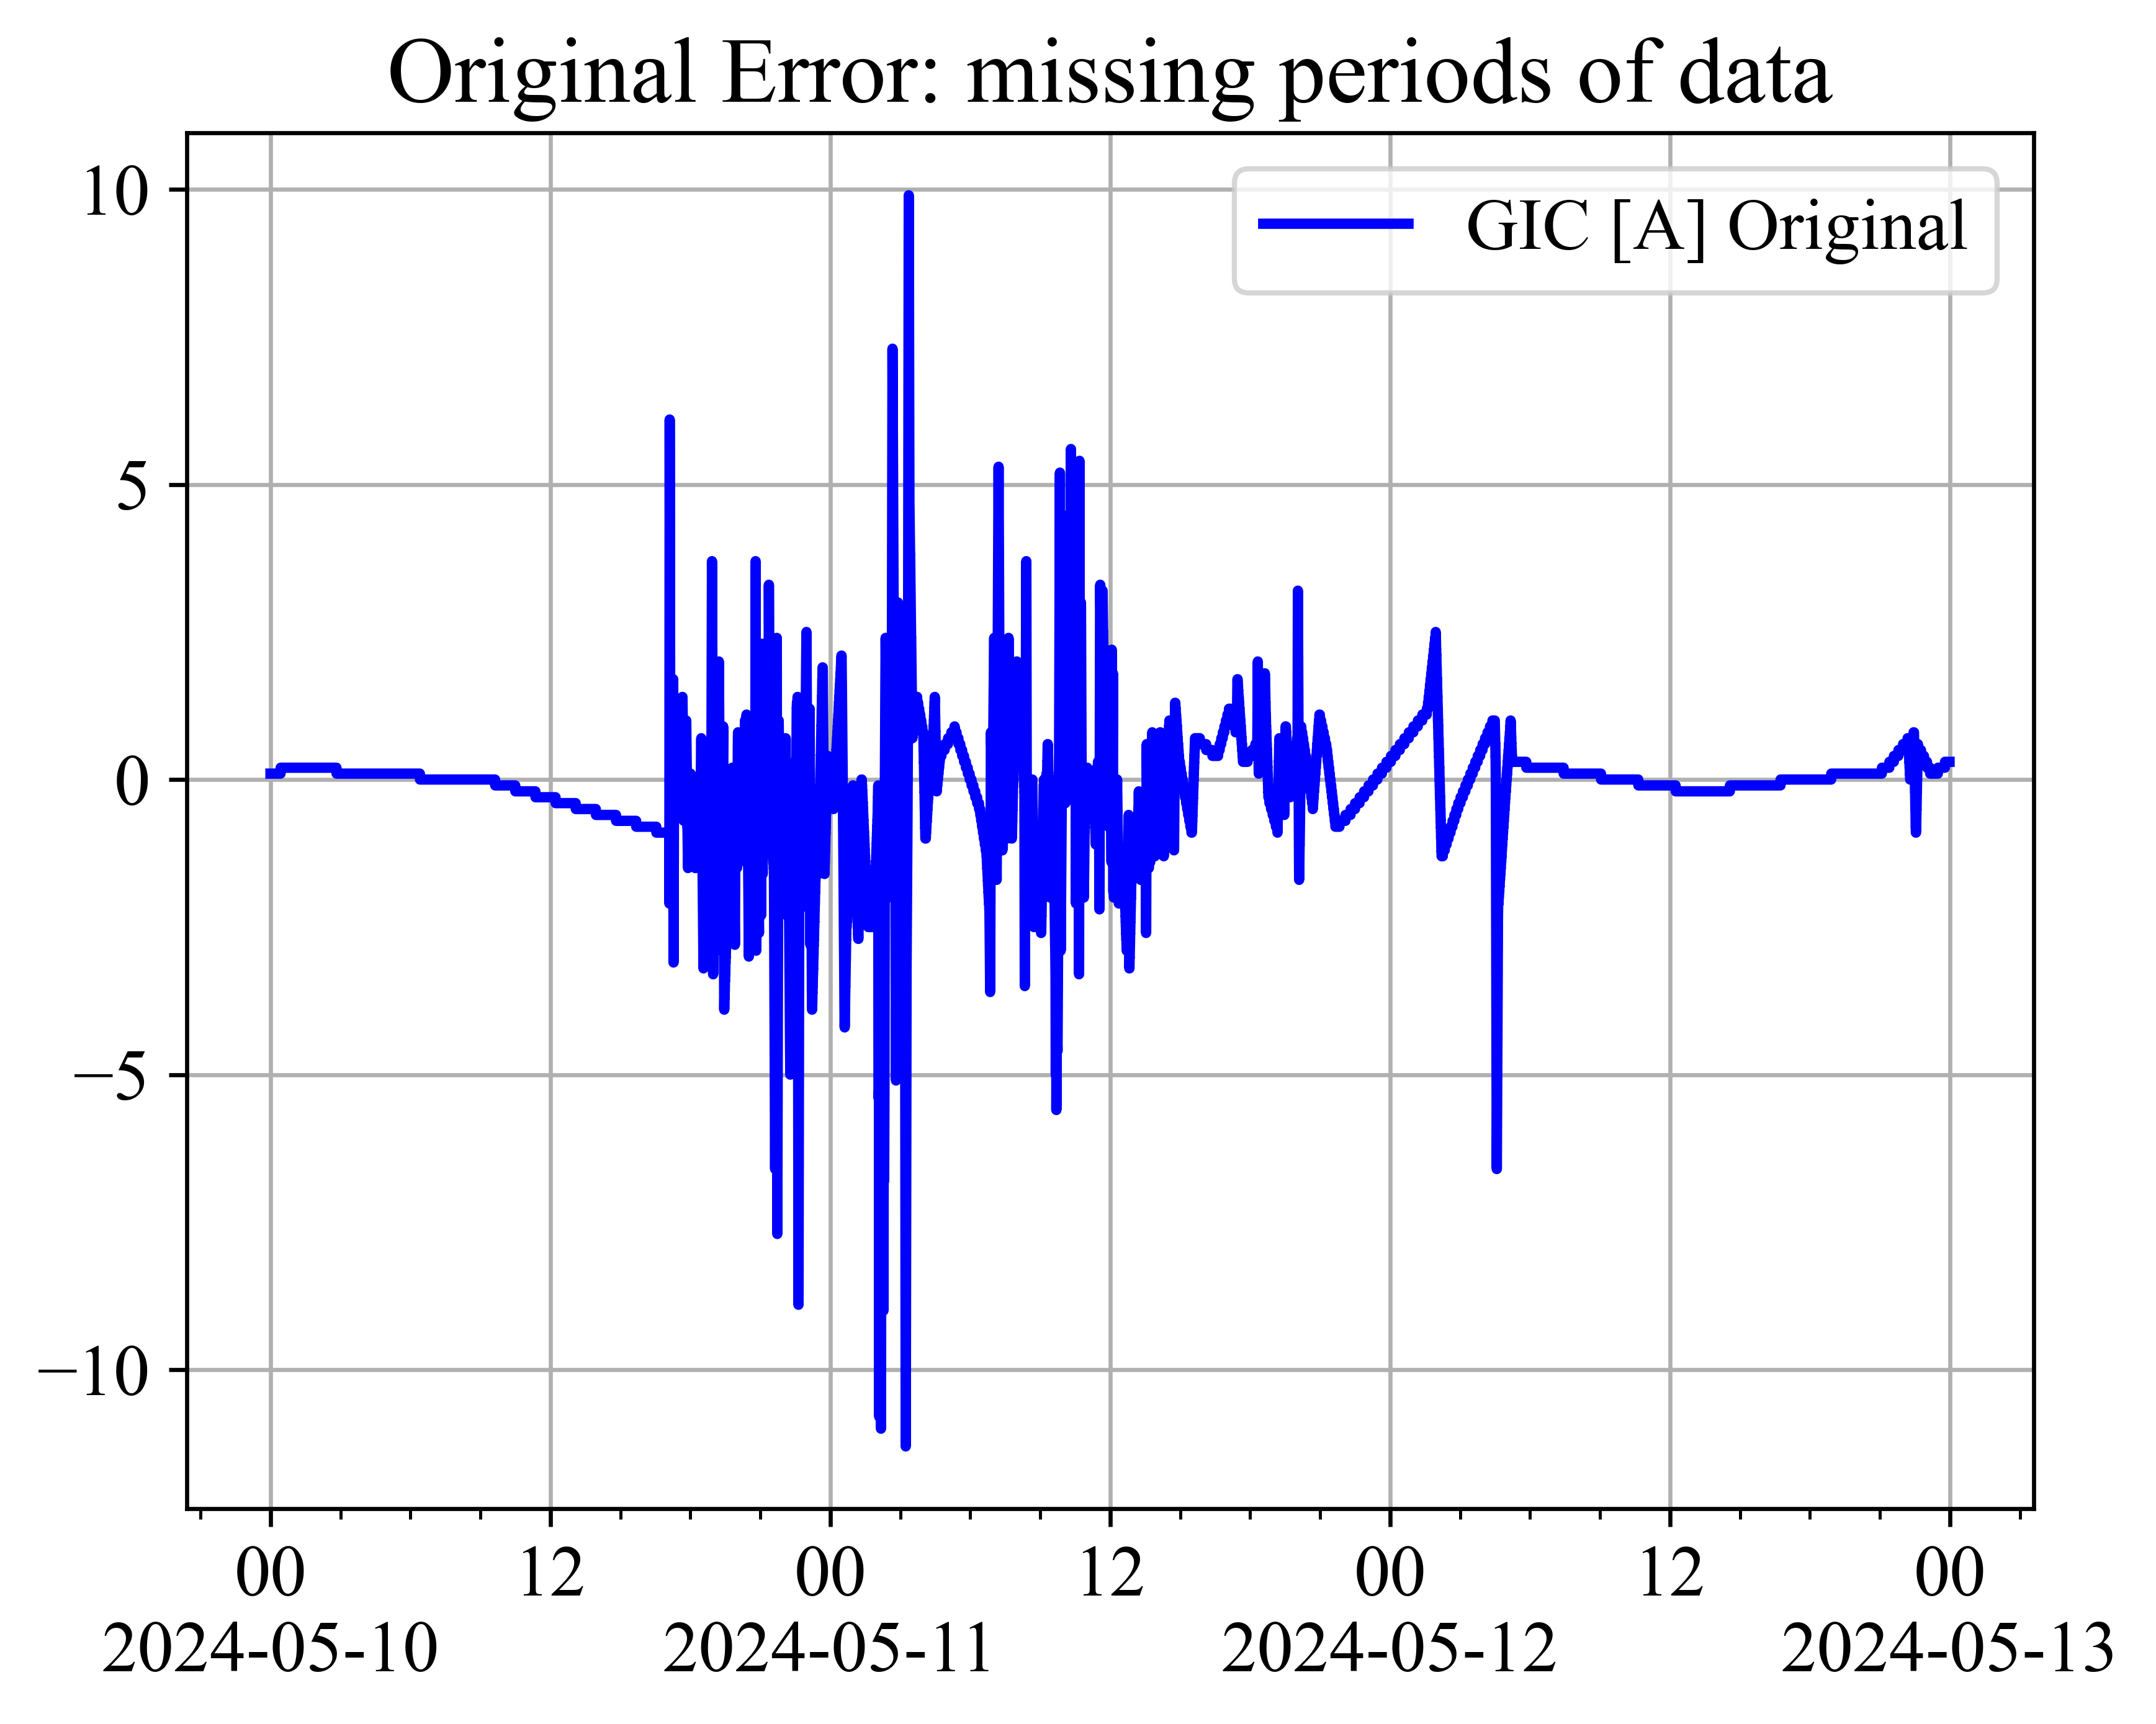 Original Error: missing periods of data
GIC [A] Original
10
5
0
−5
−10
00 12 00 12 00 12 00
2024-05-10 2024-05-11 2024-05-12 2024-05-13